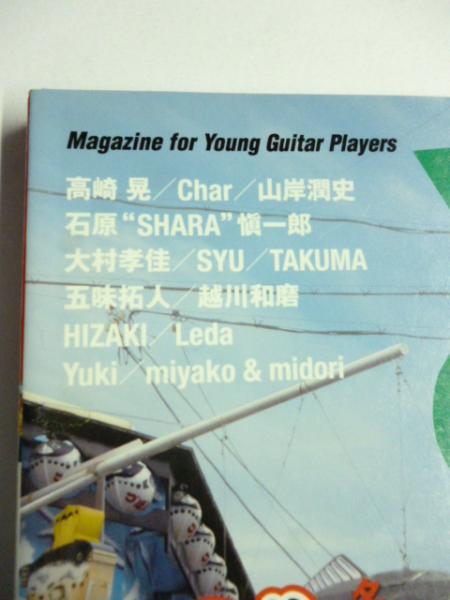 Magazine for Young Guitar Players
高崎 晃／Char／山岸潤史
石原“SHARA”愼一郎
大村孝佳／SYU／TAKUMA
五味拓人／越川和磨
HIZAKI／Leda
Yuki／miyako & midori